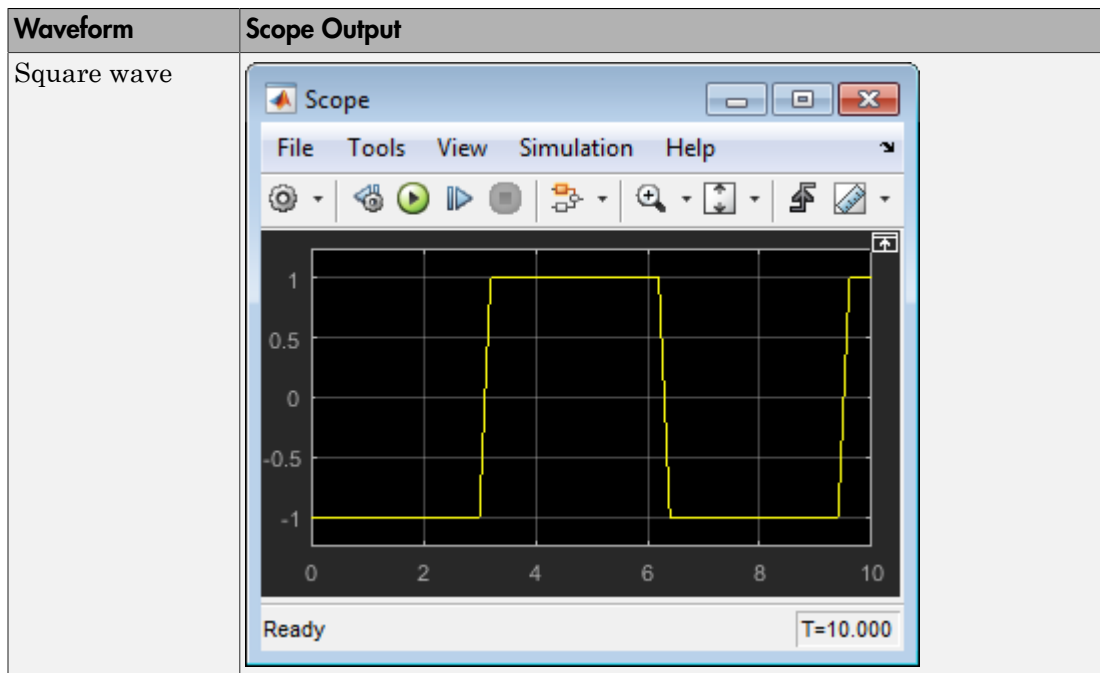 Waveform Scope Output
Square wave
Scope
File Tools View Simulation Help
1
0.5
0
-0.5
-1
0 2 4 6 8 10
Ready T=10.000